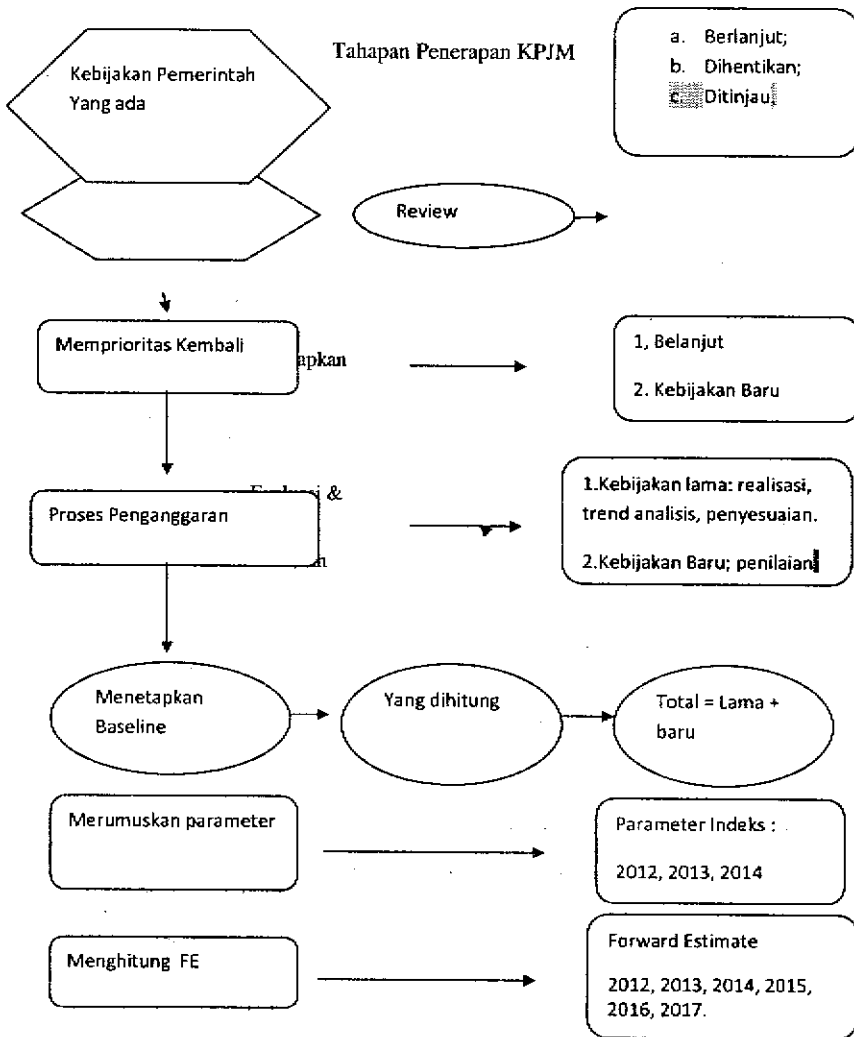 Tahapan Penerapan KPJM
Kebijakan Pemerintah
Yang ada
a. Berlanjut;
b. Dihentikan;
c. Ditinjau.
Review
Memprioritas Kembali
apkan
1, Belanjut
2. Kebijakan Baru
Proses Penganggaran
&
1.Kebijakan lama: realisasi,
trend analisis, penyesuaian.
2.Kebijakan Baru; penilaian
Menetapkan
Baseline
Yang dihitung
Total = Lama +
baru
Merumuskan parameter
Parameter Indeks :
2012, 2013, 2014
Menghitung FE
Forward Estimate
2012, 2013, 2014, 2015,
2016, 2017.